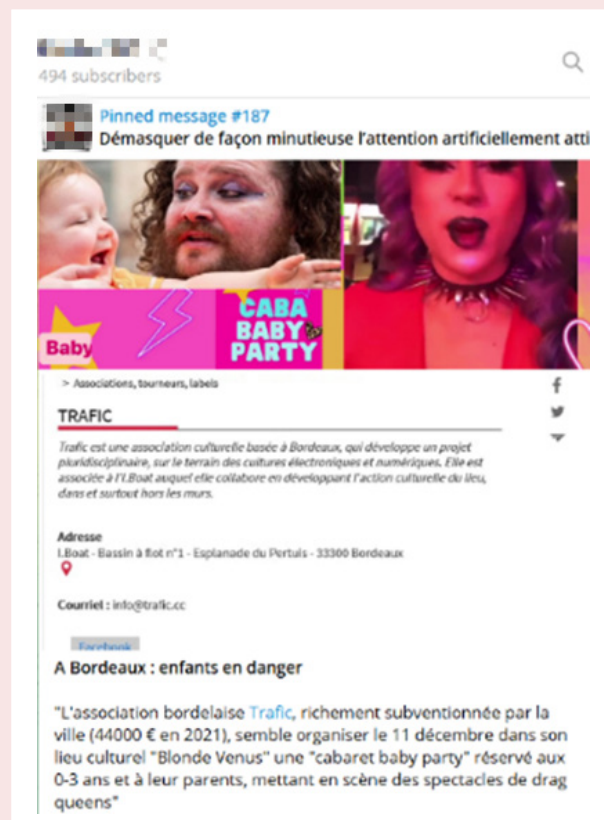 494 subscribers
Pinned message #187
Démasquer de façon minutieuse l'attention artificiellement atti
CABA
BABY
PARTY
Baby
> Associations, tourneurs, labels
TRAFIC
Trafic est une association culturelle basée à Bordeaux, qui développe un projet
pluridisciplinaire, sur le terrain des cultures électroniques et numériques. Elle est
associée à l'I.Boat auquel elle collabore en développant l'action culturelle du lieu,
dans et surtout hors les murs.
Adresse
I.Boat - Bassin à flot n°1 - Esplanade du Pertuis - 33300 Bordeaux
Courriel : info@trafic.cc
Facebook
A Bordeaux : enfants en danger
"L'association bordelaise Trafic, richement subventionnée par la
ville (44000 € en 2021), semble organiser le 11 décembre dans son
lieu culturel "Blonde Venus" une "cabaret baby party" réservé aux
0-3 ans et à leur parents, mettant en scène des spectacles de drag
queens"